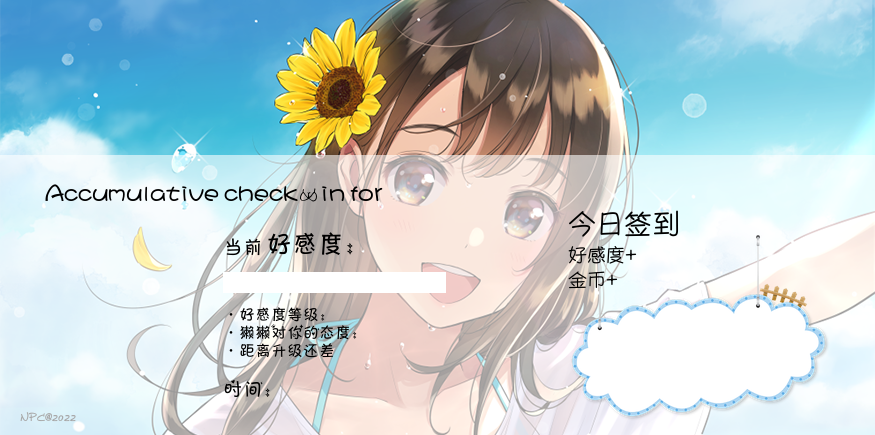 Accumulative check-in for
当前 好感度：
今日签到
好感度+
金币+
·好感度等级：
·獭獭对你的态度：
·距离升级还差
时间：
NPC@2022